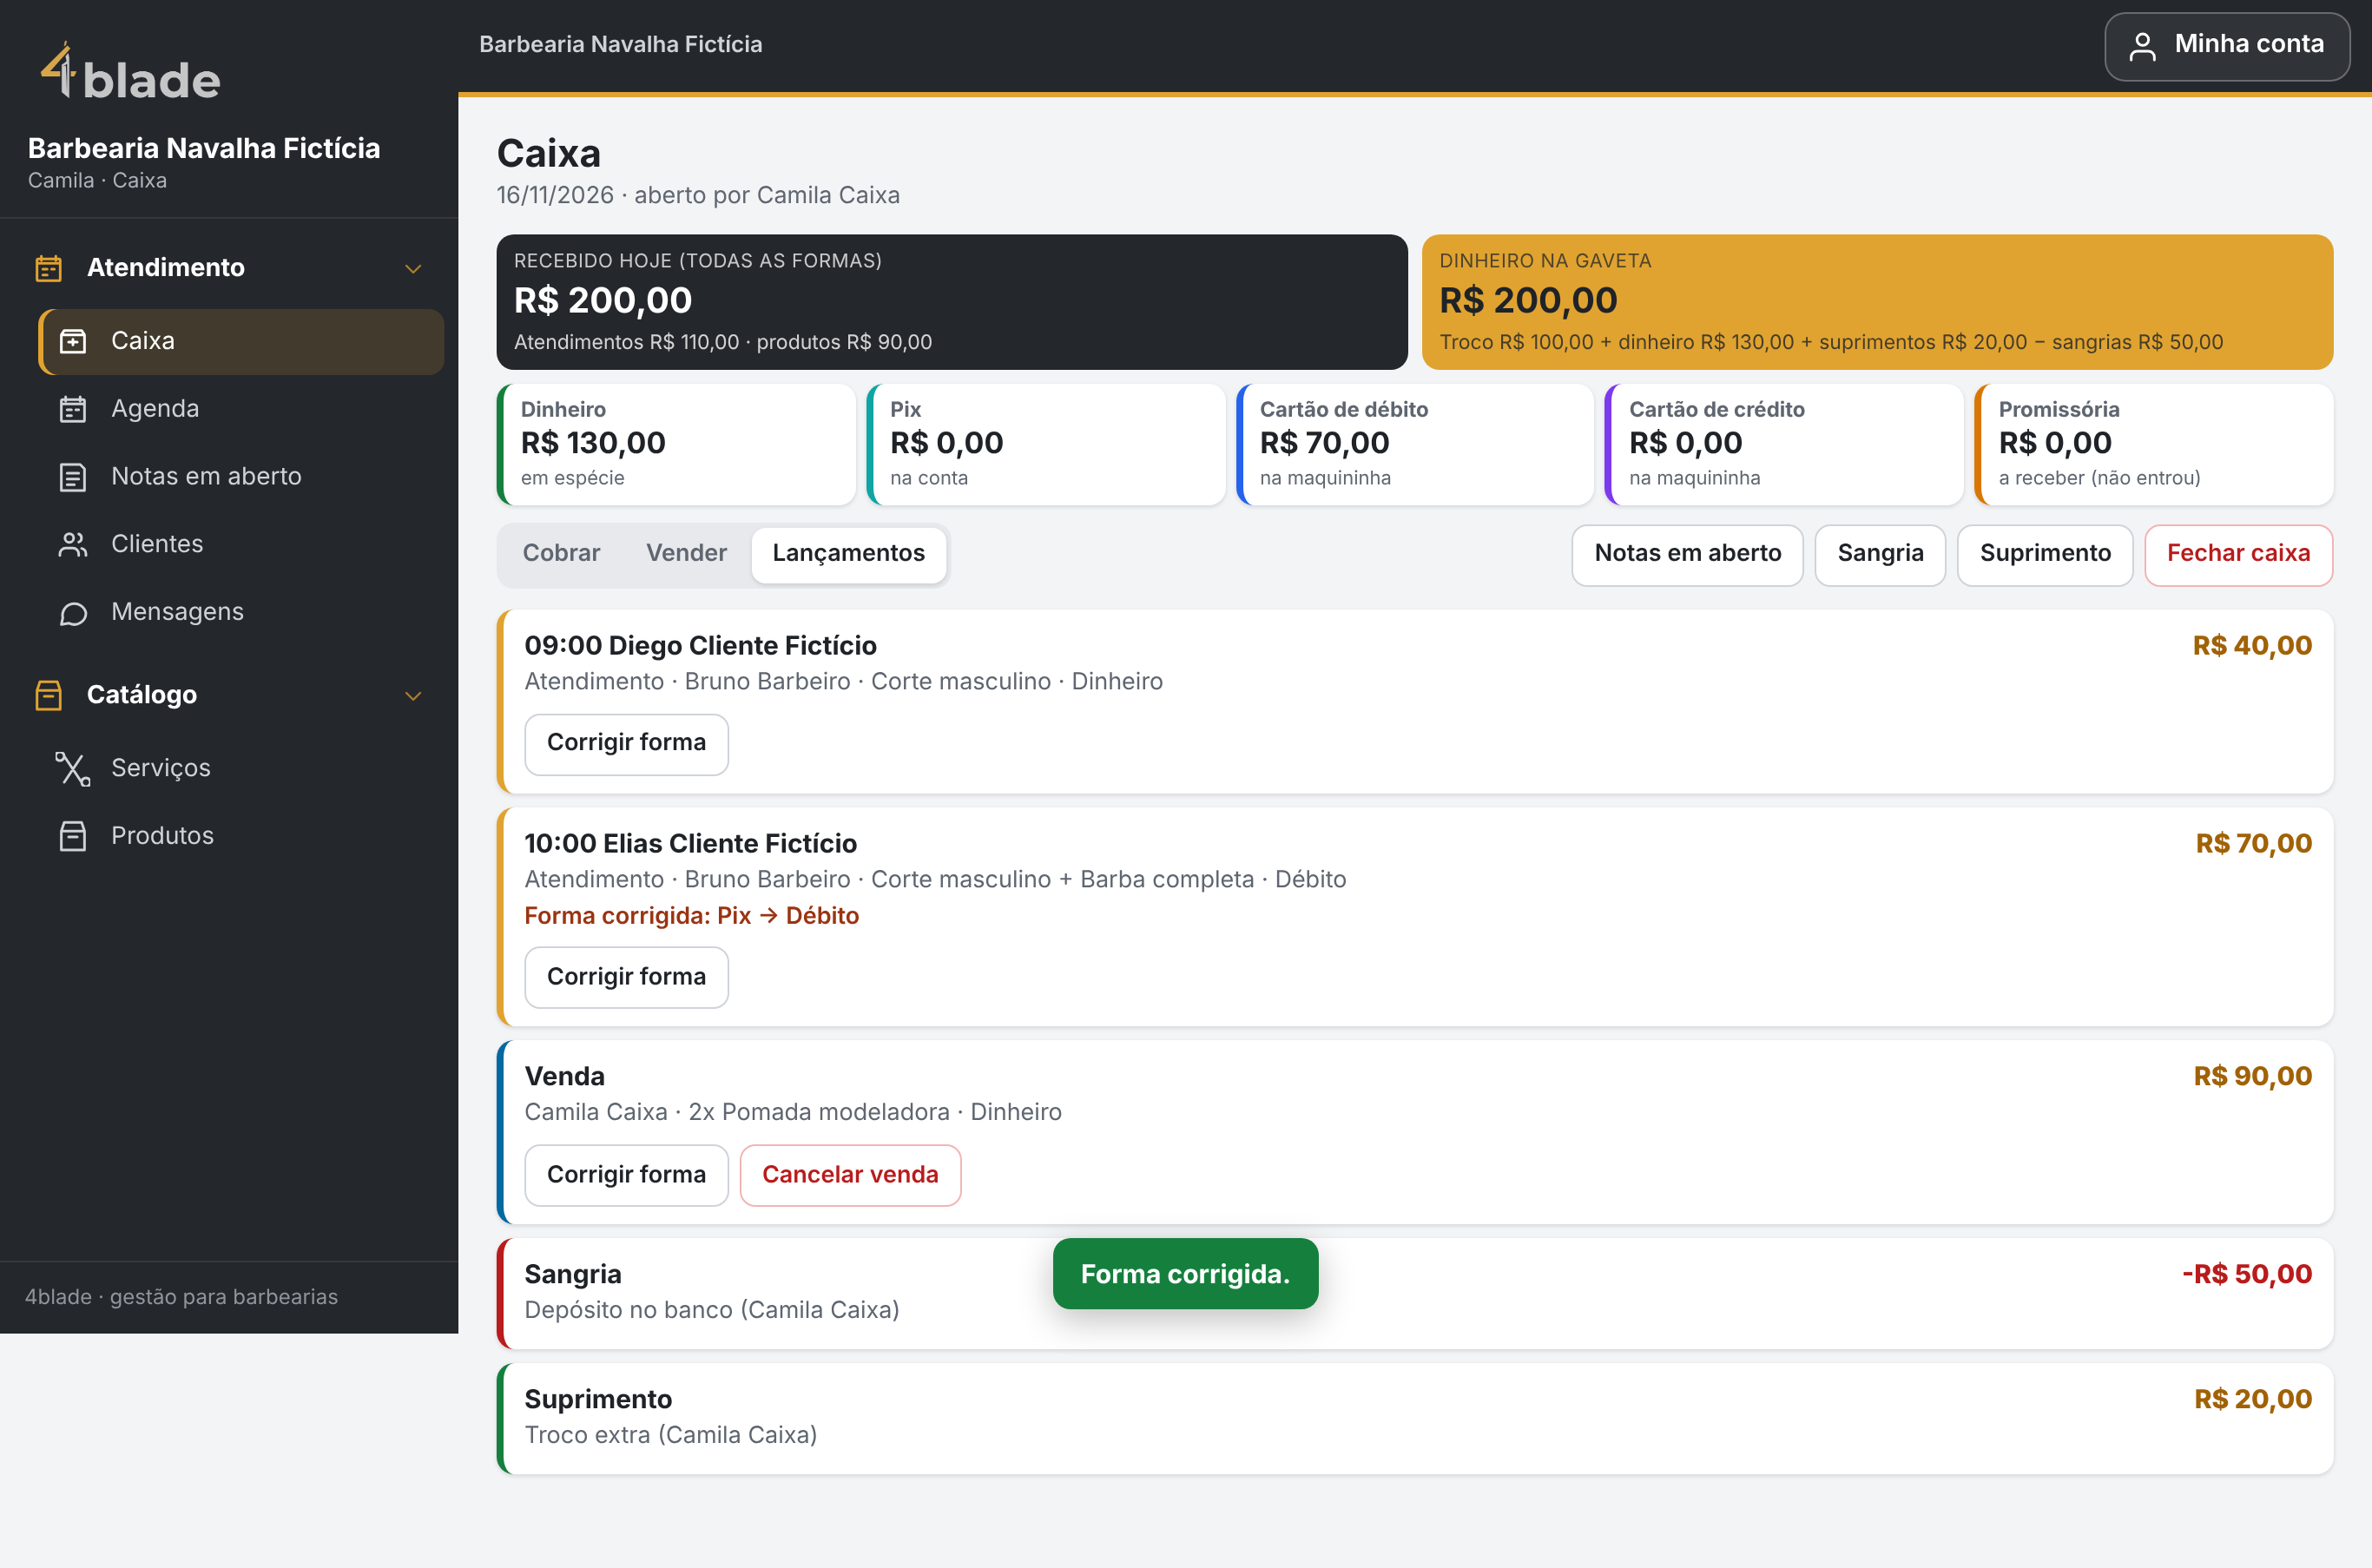 4blade
Barbearia Navalha Fictícia
Camila · Caixa
Atendimento
Caixa
Agenda
Notas em aberto
Clientes
Mensagens
Catálogo
Serviços
Produtos
4blade · gestão para barbearias
Barbearia Navalha Fictícia
Minha conta
Caixa
16/11/2026 · aberto por Camila Caixa
RECEBIDO HOJE (TODAS AS FORMAS)
R$ 200,00
Atendimentos R$ 110,00 · produtos R$ 90,00
DINHEIRO NA GAVETA
R$ 200,00
Troco R$ 100,00 + dinheiro R$ 130,00 + suprimentos R$ 20,00 − sangrias R$ 50,00
Dinheiro
R$ 130,00
em espécie
Pix
R$ 0,00
na conta
Cartão de débito
R$ 70,00
na maquininha
Cartão de crédito
R$ 0,00
na maquininha
Promissória
R$ 0,00
a receber (não entrou)
Cobrar
Vender
Lançamentos
Notas em aberto
Sangria
Suprimento
Fechar caixa
09:00 Diego Cliente Fictício
R$ 40,00
Atendimento · Bruno Barbeiro · Corte masculino · Dinheiro
Corrigir forma
10:00 Elias Cliente Fictício
R$ 70,00
Atendimento · Bruno Barbeiro · Corte masculino + Barba completa · Débito
Forma corrigida: Pix → Débito
Corrigir forma
Venda
R$ 90,00
Camila Caixa · 2x Pomada modeladora · Dinheiro
Corrigir forma
Cancelar venda
Sangria
-R$ 50,00
Depósito no banco (Camila Caixa)
Forma corrigida.
Suprimento
R$ 20,00
Troco extra (Camila Caixa)